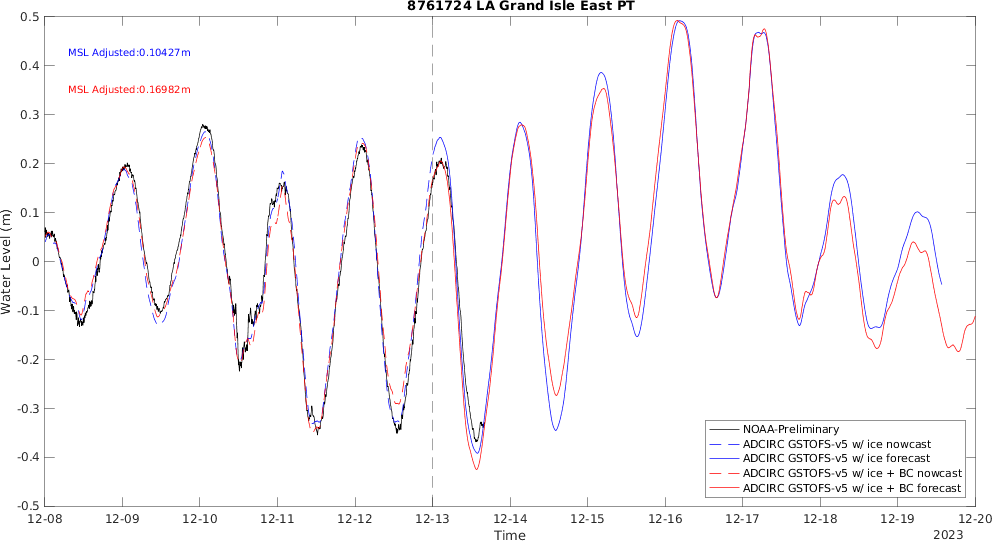 8761724 LA Grand Isle East PT
MSL Adjusted:0.10427m
MSL Adjusted:0.16982m
Water Level (m)
0.5
0.4
0.3
0.2
0.1
0
-0.1
-0.2
-0.3
-0.4
-0.5
NOAA-Preliminary
ADCIRC GSTOFS-v5 w/ ice nowcast
ADCIRC GSTOFS-v5 w/ ice forecast
ADCIRC GSTOFS-v5 w/ ice + BC nowcast
ADCIRC GSTOFS-v5 w/ ice + BC forecast
12-08 12-09 12-10 12-11 12-12 12-13 12-14 12-15 12-16 12-17 12-18 12-19 12-20
Time
2023